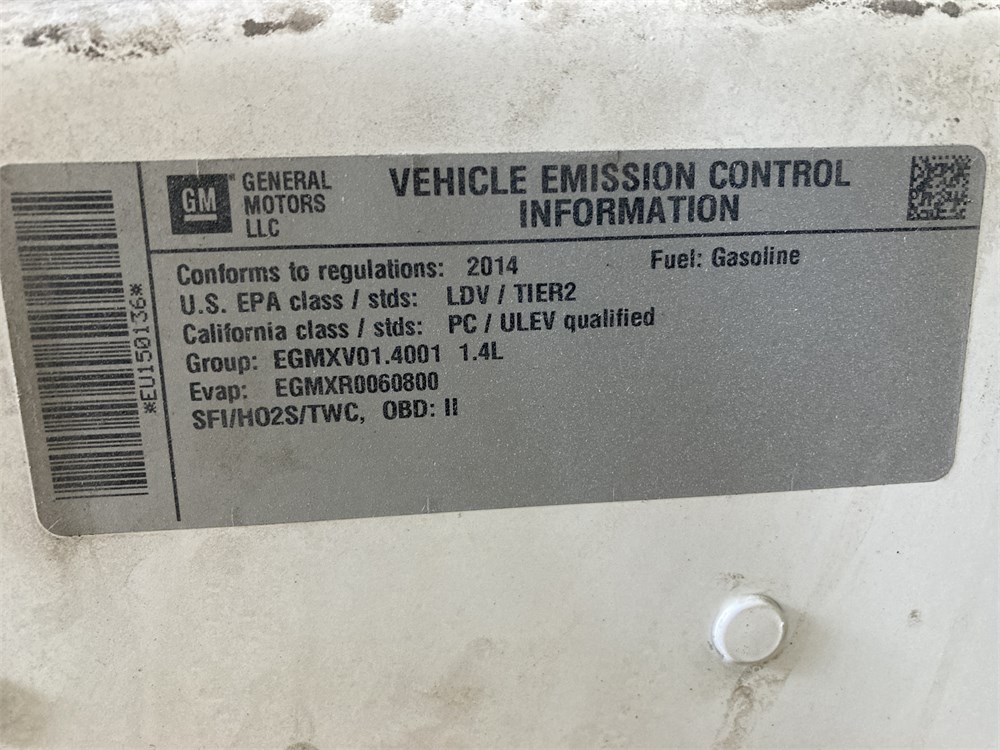 GM GENERAL
MOTORS
LLC
VEHICLE EMISSION CONTROL
INFORMATION
Conforms to regulations: 2014 Fuel: Gasoline
U.S. EPA class / stds: LDV / TIER2
California class / stds: PC / ULEV qualified
Group: EGMXV01.4001 1.4L
Evap: EGMXR0060800
SFI/HO2S/TWC, OBD: II
*EU150136*